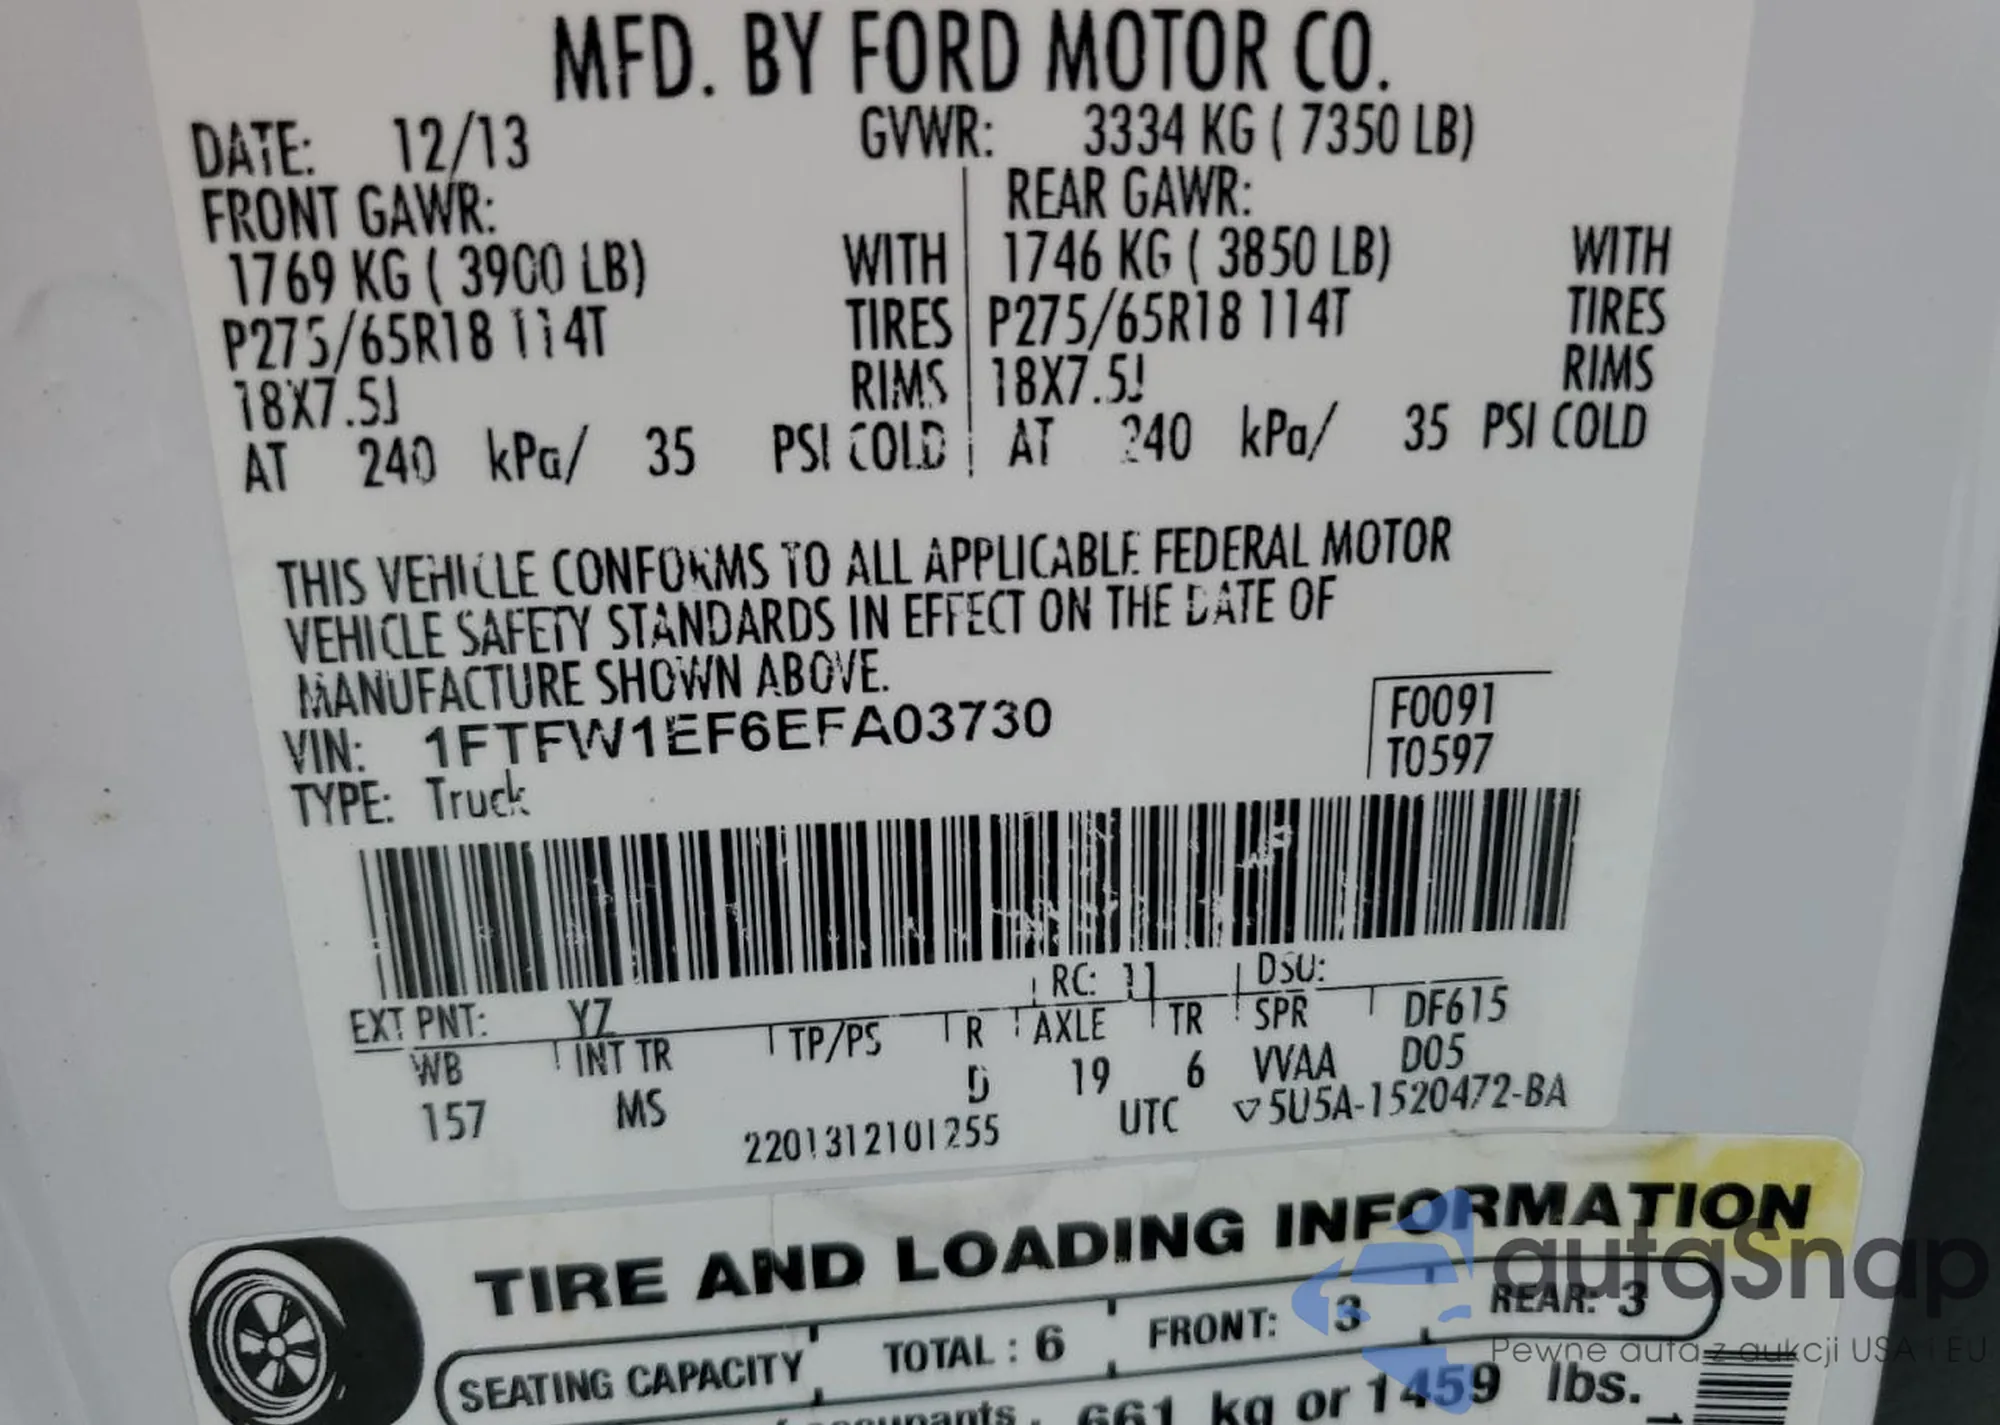 MFD. BY FORD MOTOR CO.
DATE: 12/13 GVWR: 3334 KG ( 7350 LB)
FRONT GAWR: REAR GAWR:
1769 KG ( 3900 LB) WITH 1746 KG ( 3850 LB) WITH
P275/65R18 114T TIRES P275/65R18 114T TIRES
18X7.5J RIMS 18X7.5J RIMS
AT 240 kPa/ 35 PSI COLD AT 240 kPa/ 35 PSI COLD
THIS VEHICLE CONFORMS TO ALL APPLICABLE FEDERAL MOTOR
VEHICLE SAFETY STANDARDS IN EFFECT ON THE DATE OF
MANUFACTURE SHOWN ABOVE.
VIN: 1FTFW1EF6EFA03730 F0091
TYPE: Truck T0597
EXT PNT: YZ RC: 11 DSU:
WB INT TR TP/PS R AXLE TR SPR DF615
157 MS D 19 6 VVAA D05
2201312101255 UTC ▽5U5A-1520472-BA
TIRE AND LOADING INFORMATION
SEATING CAPACITY TOTAL : 6 FRONT: 3 REAR: 3
occupants 661 kg or 1459 lbs.
autaSnap
Pewne auta z aukcji USA i EU